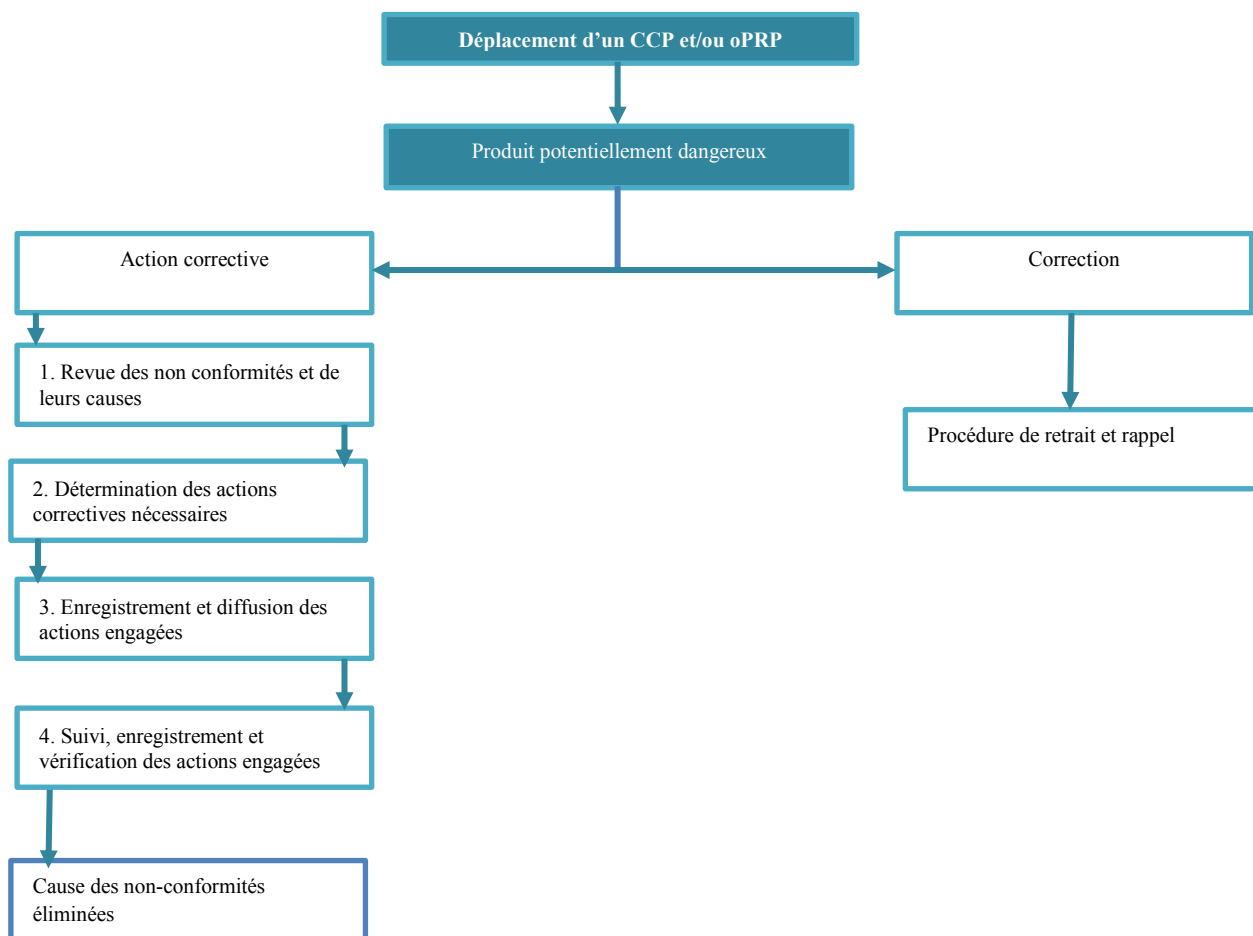 Déplacement d’un CCP et/ou oPRP
Produit potentiellement dangereux
Action corrective
Correction
1. Revue des non conformités et de
leurs causes
Procédure de retrait et rappel
2. Détermination des actions
correctives nécessaires
3. Enregistrement et diffusion des
actions engagées
4. Suivi, enregistrement et
vérification des actions engagées
Cause des non-conformités
éliminées